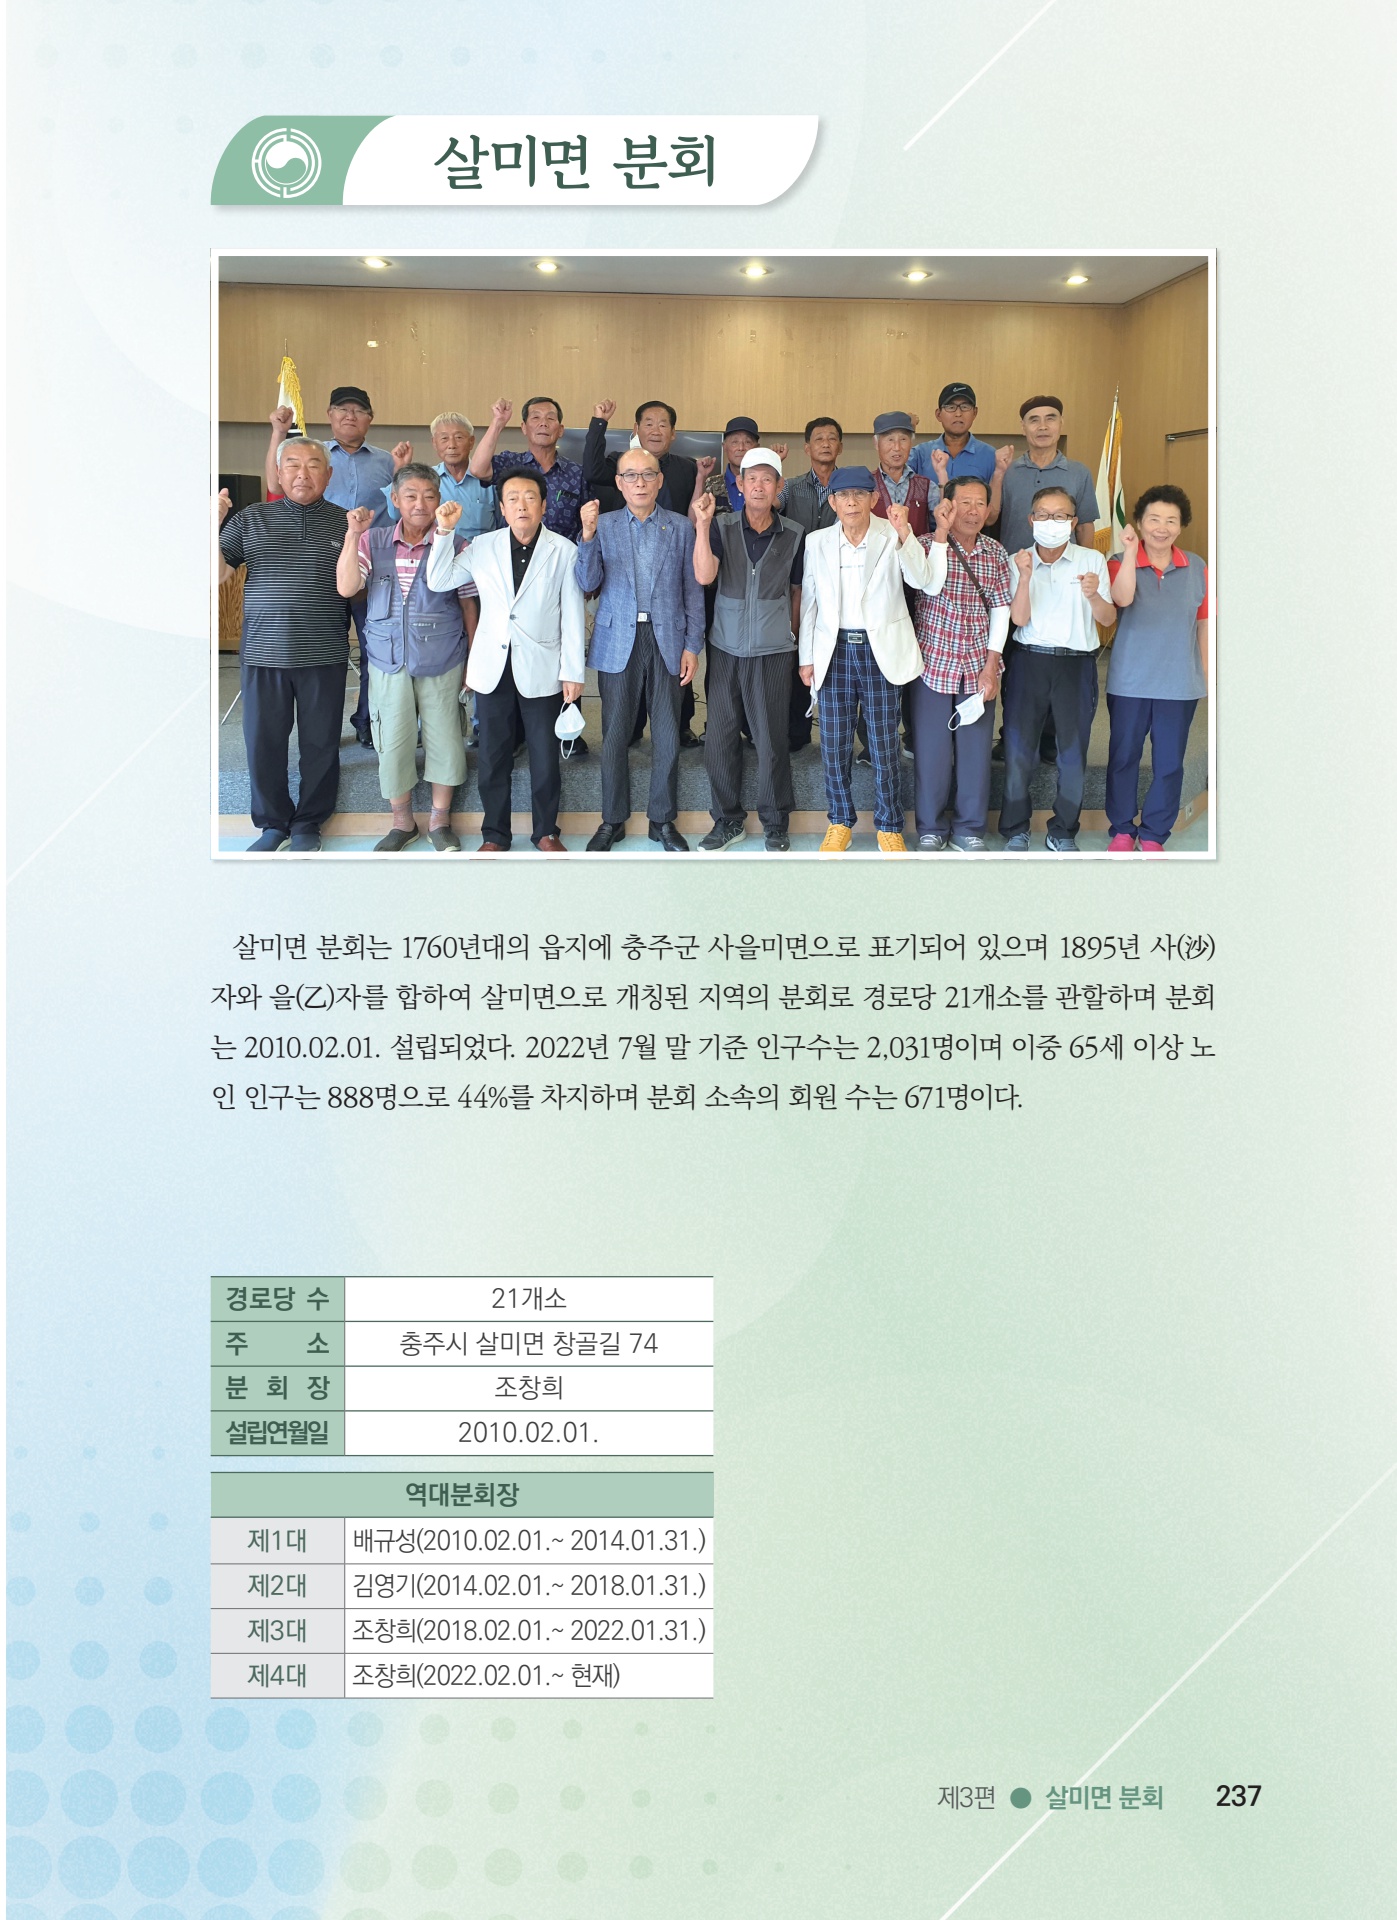 살미면 분회
살미면 분회는 1760년대의 읍지에 충주군 사을미면으로 표기되어 있으며 1895년 사(沙)
자와 을(乙)자를 합하여 살미면으로 개칭된 지역의 분회로 경로당 21개소를 관할하며 분회
는 2010.02.01. 설립되었다. 2022년 7월 말 기준 인구수는 2,031명이며 이중 65세 이상 노
인 인구는 888명으로 44%를 차지하며 분회 소속의 회원 수는 671명이다.
경로당 수 21개소
주 소 충주시 살미면 창골길 74
분 회 장 조창희
설립연월일 2010.02.01.
역대분회장
제1대 배규성(2010.02.01.~ 2014.01.31.)
제2대 김영기(2014.02.01.~ 2018.01.31.)
제3대 조창희(2018.02.01.~ 2022.01.31.)
제4대 조창희(2022.02.01.~ 현재)
제3편 ● 살미면 분회 237